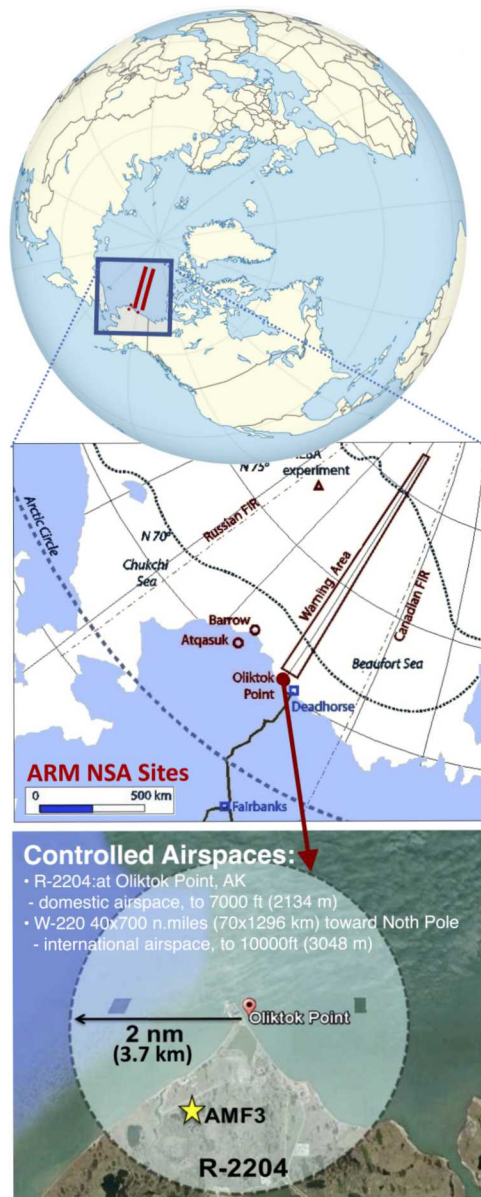 N 75°
experiment
Russian FIR
Arctic Circle
N 70°
Chukchi
Sea
Warning Area
Canadian FIR
Barrow
Atqasuk
Beaufort Sea
Oliktok
Point
Deadhorse
ARM NSA Sites
0 500 km
Fairbanks
Controlled Airspaces:
• R-2204:at Oliktok Point, AK
- domestic airspace, to 7000 ft (2134 m)
• W-220 40x700 n.miles (70x1296 km) toward Noth Pole
- international airspace, to 10000ft (3048 m)
Oliktok Point
2 nm
(3.7 km)
AMF3
R-2204